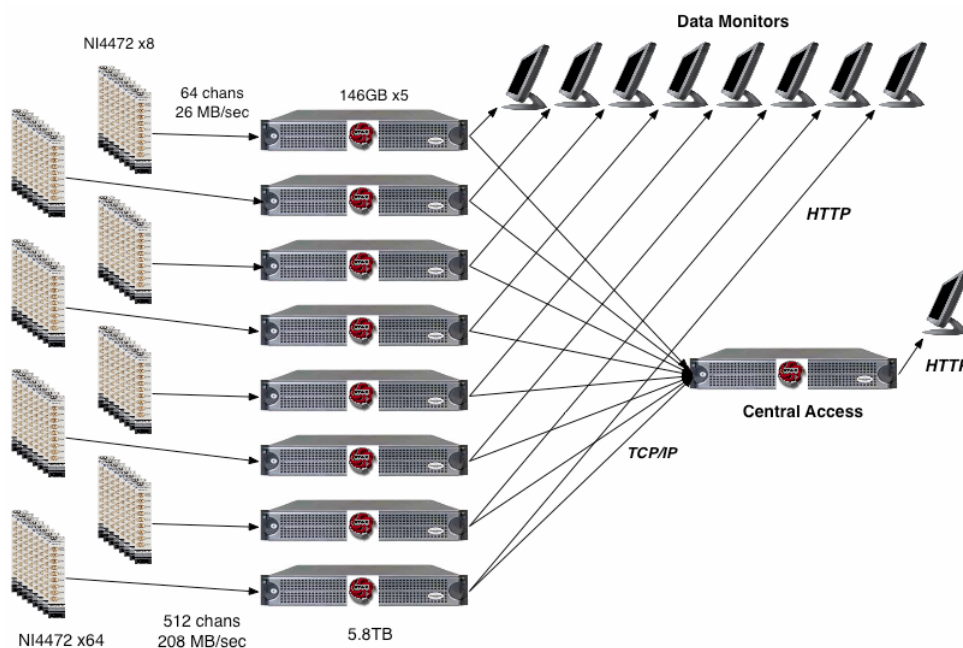 Data Monitors
NI4472 x8
64 chans
26 MB/sec
146GB x5
HTTP
HTTP
Central Access
TCP/IP
512 chans
208 MB/sec
5.8TB
NI4472 x64